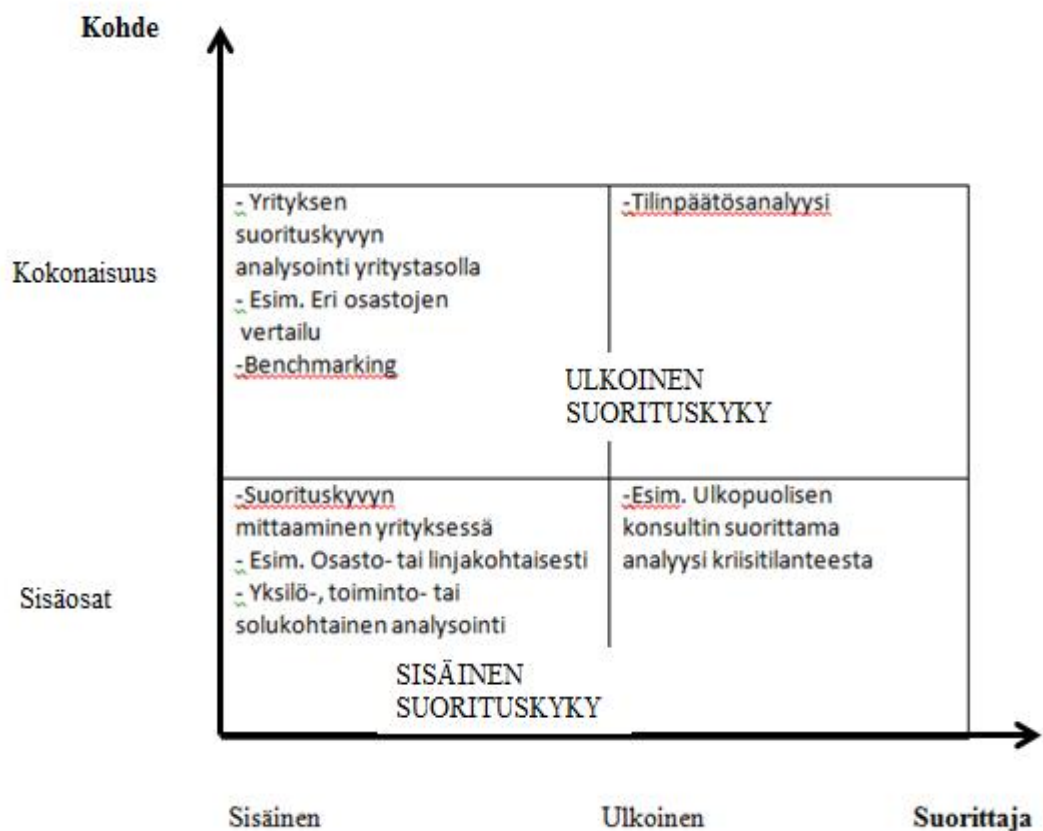 Kohde
- Yrityksen
suorituskyvyn
analysointi yritystasolla
- Esim. Eri osastojen
vertailu
-Benchmarking
-Tilinpäätösanalyysi
Kokonaisuus
ULKOINEN
SUORITUSKYKY
-Suorituskyvyn
mittaaminen yrityksessä
- Esim. Osasto- tai linjakohtaisesti
- Yksilö-, toiminto- tai
solukohtainen analysointi
-Esim. Ulkopuolisen
konsultin suorittama
analyysi kriisitilanteesta
Sisäosat
SISÄINEN
SUORITUSKYKY
Sisäinen
Ulkoinen
Suorittaja